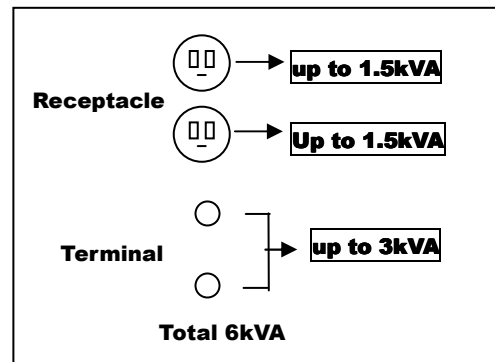 up to 1.5kVA
Receptacle
Up to 1.5kVA
Terminal
up to 3kVA
Total 6kVA